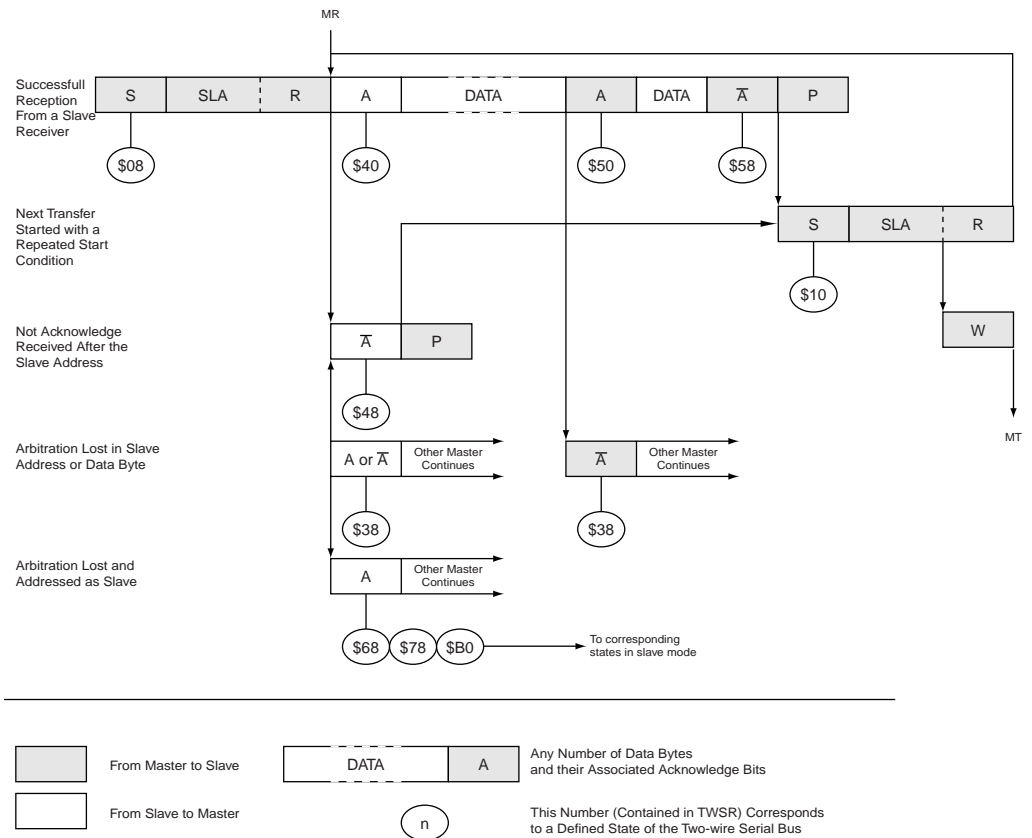 MR
Successfull
Reception
From a Slave
Receiver
S SLA R A DATA A DATA A̅ P
$08 $40 $50 $58
Next Transfer
Started with a
Repeated Start
Condition
S SLA R
$10
Not Acknowledge
Received After the
Slave Address
A̅ P
W
$48
MT
Arbitration Lost in Slave
Address or Data Byte
A or A̅
Other Master
Continues
A̅
Other Master
Continues
$38 $38
Arbitration Lost and
Addressed as Slave
A
Other Master
Continues
$68 $78 $B0
To corresponding
states in slave mode
From Master to Slave
DATA A
Any Number of Data Bytes
and their Associated Acknowledge Bits
From Slave to Master
n
This Number (Contained in TWSR) Corresponds
to a Defined State of the Two-wire Serial Bus